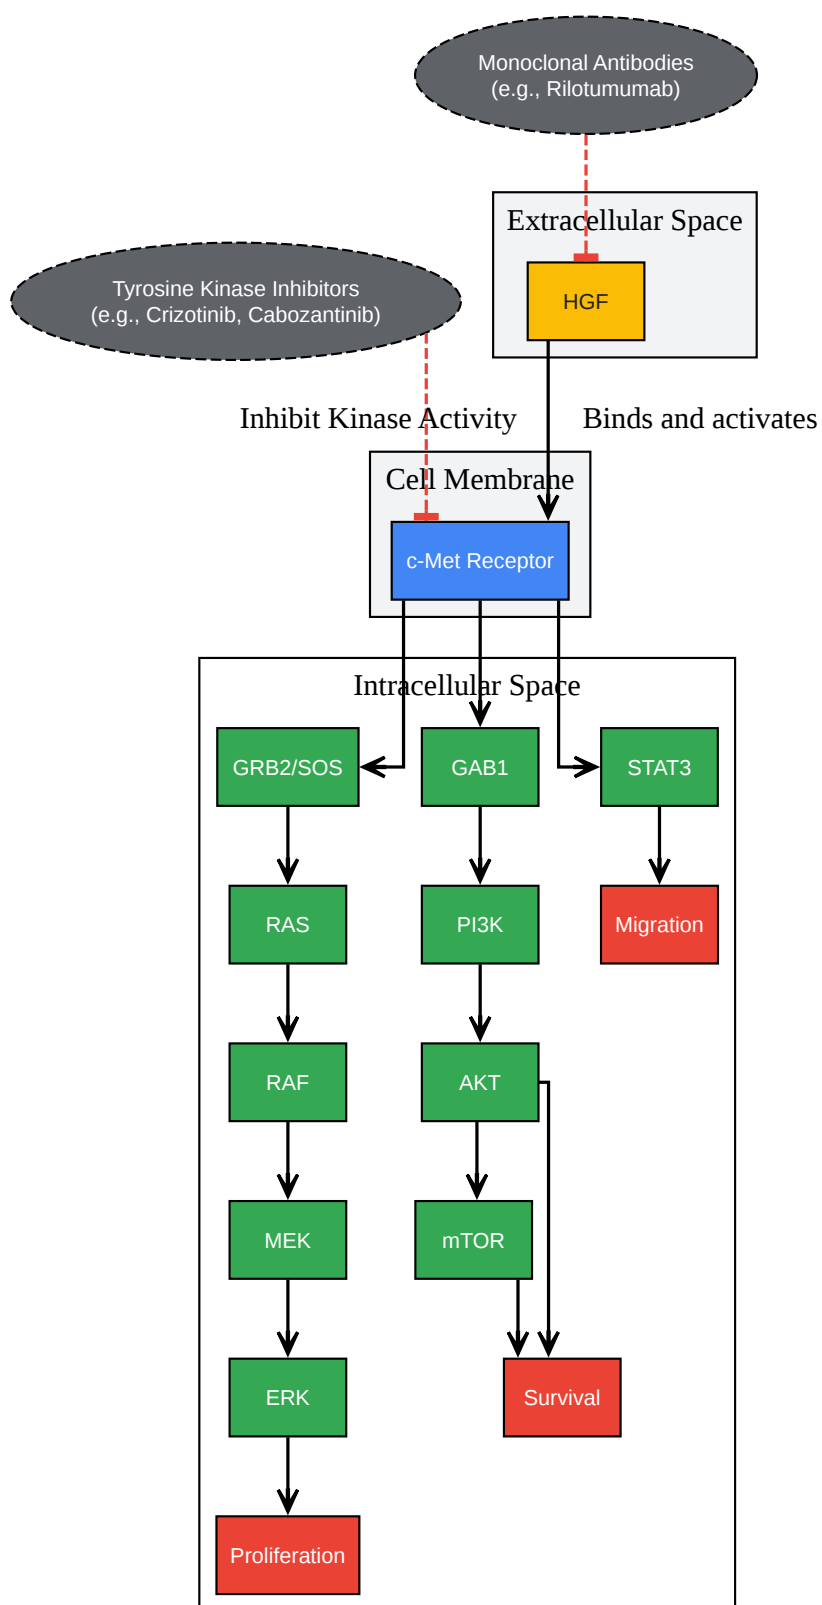 Monoclonal Antibodies
(e.g., Rilotumumab)
Extracellular Space
Tyrosine Kinase Inhibitors
(e.g., Crizotinib, Cabozantinib)
HGF
Inhibit Kinase Activity
Binds and activates
Cell Membrane
c-Met Receptor
Intracellular Space
GRB2/SOS
GAB1
STAT3
RAS
PI3K
Migration
RAF
AKT
MEK
mTOR
ERK
Survival
Proliferation